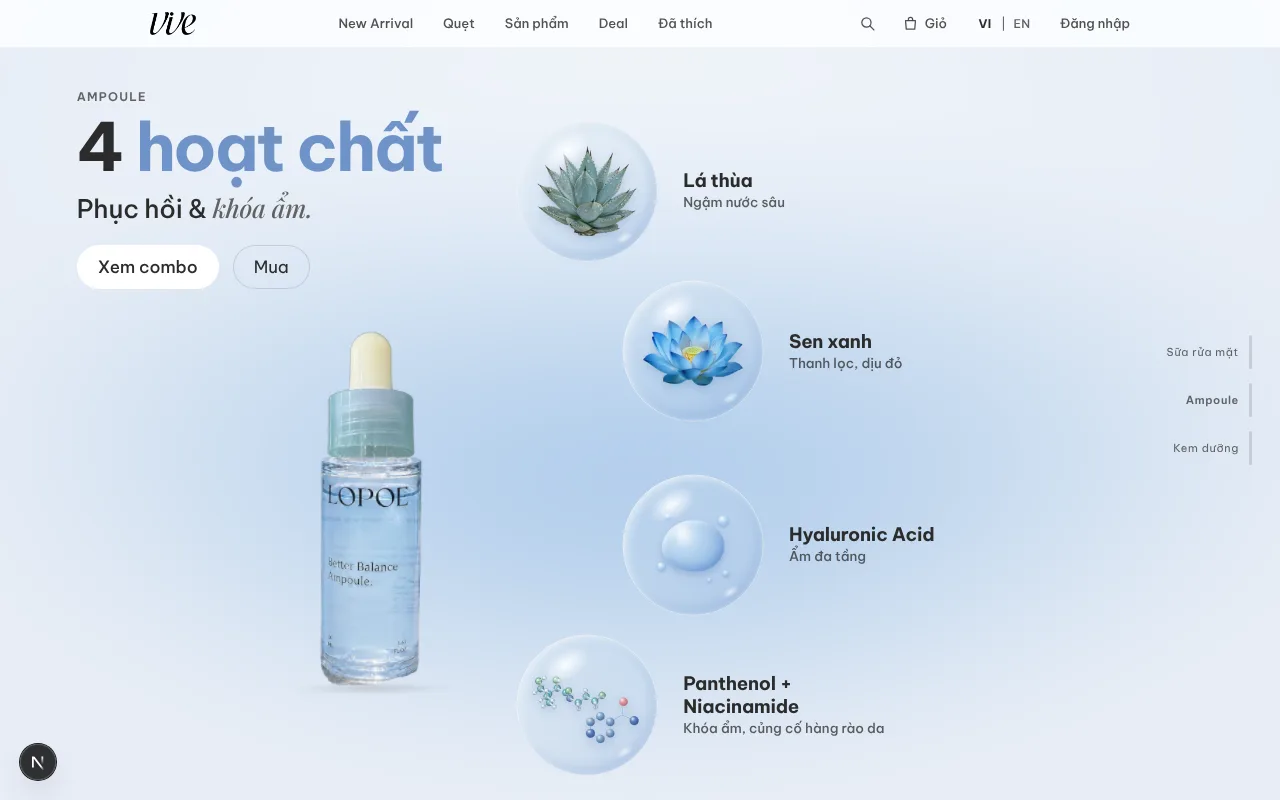 ViVe
New Arrival
Quẹt
Sản phẩm
Deal
Đã thích
Giỏ
VI | EN
Đăng nhập
AMPOULE
4 hoạt chất
Phục hồi & khóa ẩm.
Xem combo
Mua
Lá thùa
Ngậm nước sâu
Sen xanh
Thanh lọc, dịu đỏ
Hyaluronic Acid
Ẩm đa tầng
Panthenol +
Niacinamide
Khóa ẩm, củng cố hàng rào da
Sữa rửa mặt
Ampoule
Kem dưỡng
LOPOE
Better Balance
Ampoule.
N